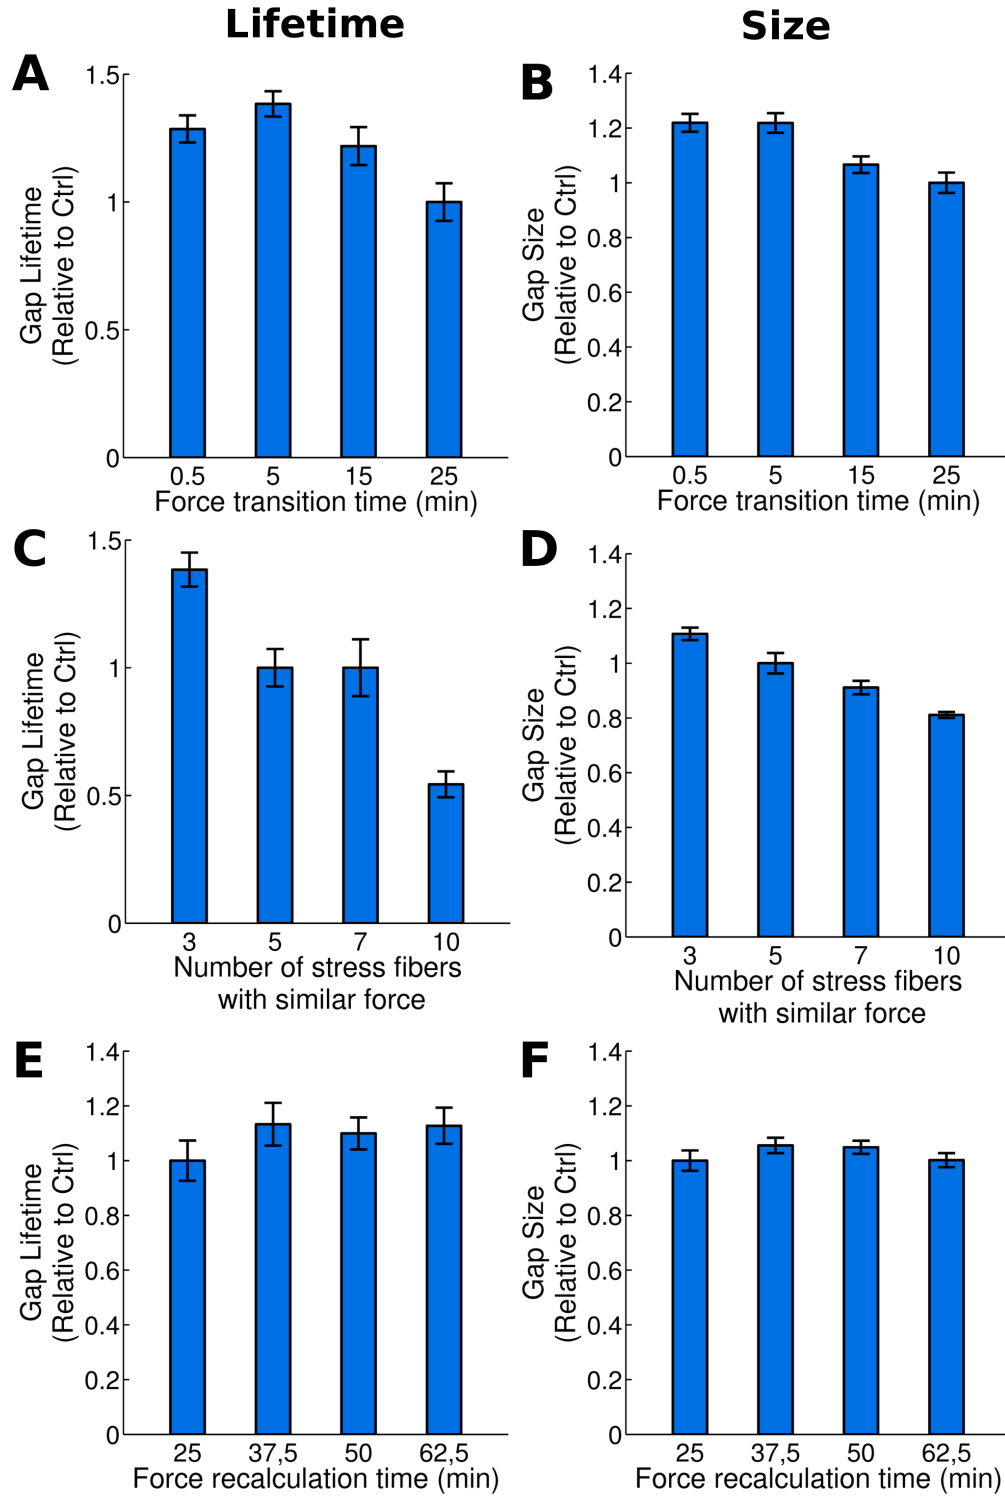 Lifetime
Size
A
1.5
1
0.5
0
Gap Lifetime
(Relative to Ctrl)
0.5 5 15 25
Force transition time (min)
B
1.4
1.2
1
0.8
0.6
0.4
0.2
0
Gap Size
(Relative to Ctrl)
0.5 5 15 25
Force transition time (min)
C
1.5
1
0.5
0
Gap Lifetime
(Relative to Ctrl)
3 5 7 10
Number of stress fibers
with similar force
D
1.4
1.2
1
0.8
0.6
0.4
0.2
0
Gap Size
(Relative to Ctrl)
3 5 7 10
Number of stress fibers
with similar force
E
1.4
1.2
1
0.8
0.6
0.4
0.2
0
Gap Lifetime
(Relative to Ctrl)
25 37,5 50 62,5
Force recalculation time (min)
F
1.4
1.2
1
0.8
0.6
0.4
0.2
0
Gap Size
(Relative to Ctrl)
25 37,5 50 62,5
Force recalculation time (min)